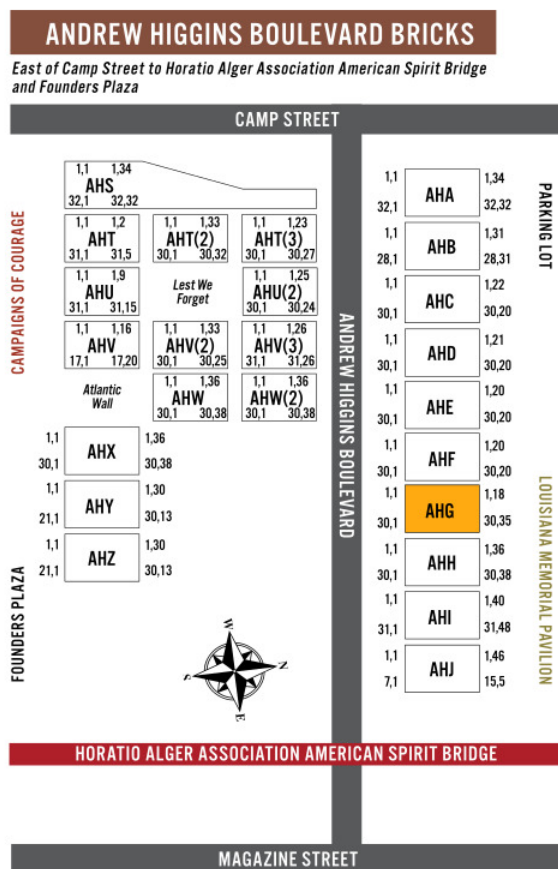 ANDREW HIGGINS BOULEVARD BRICKS
East of Camp Street to Horatio Alger Association American Spirit Bridge
and Founders Plaza
CAMP STREET
1,1 1,34
AHS
32,1 32,32
1,1 1,2
AHT
31,1 31,5
1,1 1,33
AHT(2)
30,1 30,32
1,1 1,23
AHT(3)
30,1 30,27
1,1 1,9
AHU
31,1 31,15
Lest We
Forget
1,1 1,25
AHU(2)
30,1 30,24
1,1 1,16
AHV
17,1 17,20
1,1 1,33
AHV(2)
30,1 30,25
1,1 1,26
AHV(3)
31,1 31,26
Atlantic
Wall
1,1 1,36
AHW
30,1 30,38
1,1 1,36
AHW(2)
30,1 30,38
1,1 1,36
AHX
30,1 30,38
1,1 1,30
AHY
21,1 30,13
1,1 1,30
AHZ
21,1 30,13
CAMPAIGNS OF COURAGE
FOUNDERS PLAZA
W
N
S
E
ANDREW HIGGINS BOULEVARD
1,1 1,34
AHA
32,1 32,32
1,1 1,31
AHB
28,1 28,31
1,1 1,22
AHC
30,1 30,20
1,1 1,21
AHD
30,1 30,20
1,1 1,20
AHE
30,1 30,20
1,1 1,20
AHF
30,1 30,20
1,1 1,18
AHG
30,1 30,35
1,1 1,36
AHH
30,1 30,38
1,1 1,40
AHI
31,1 31,48
1,1 1,46
AHJ
7,1 15,5
PARKING LOT
LOUISIANA MEMORIAL PAVILION
HORATIO ALGER ASSOCIATION AMERICAN SPIRIT BRIDGE
MAGAZINE STREET